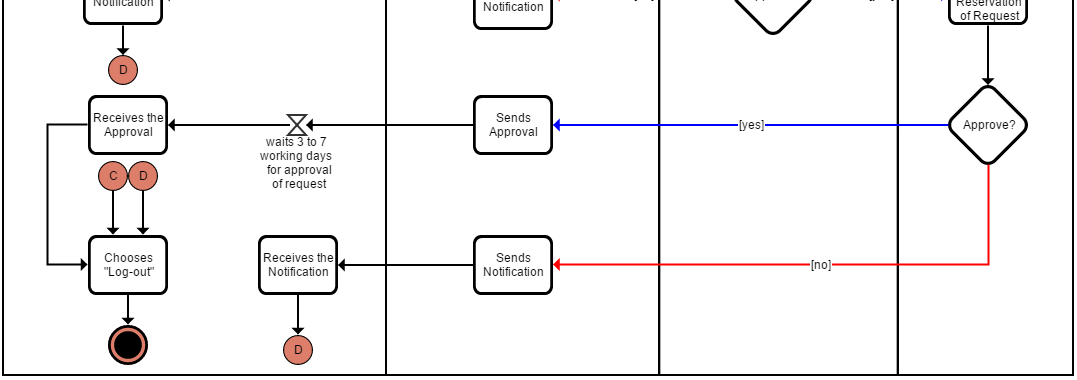 Notification
Notification
Reservation
of Request
D
Receives the
Approval
waits 3 to 7
working days
for approval
of request
Sends
Approval
[yes]
Approve?
C
D
Chooses
"Log-out"
Receives the
Notification
Sends
Notification
[no]
D